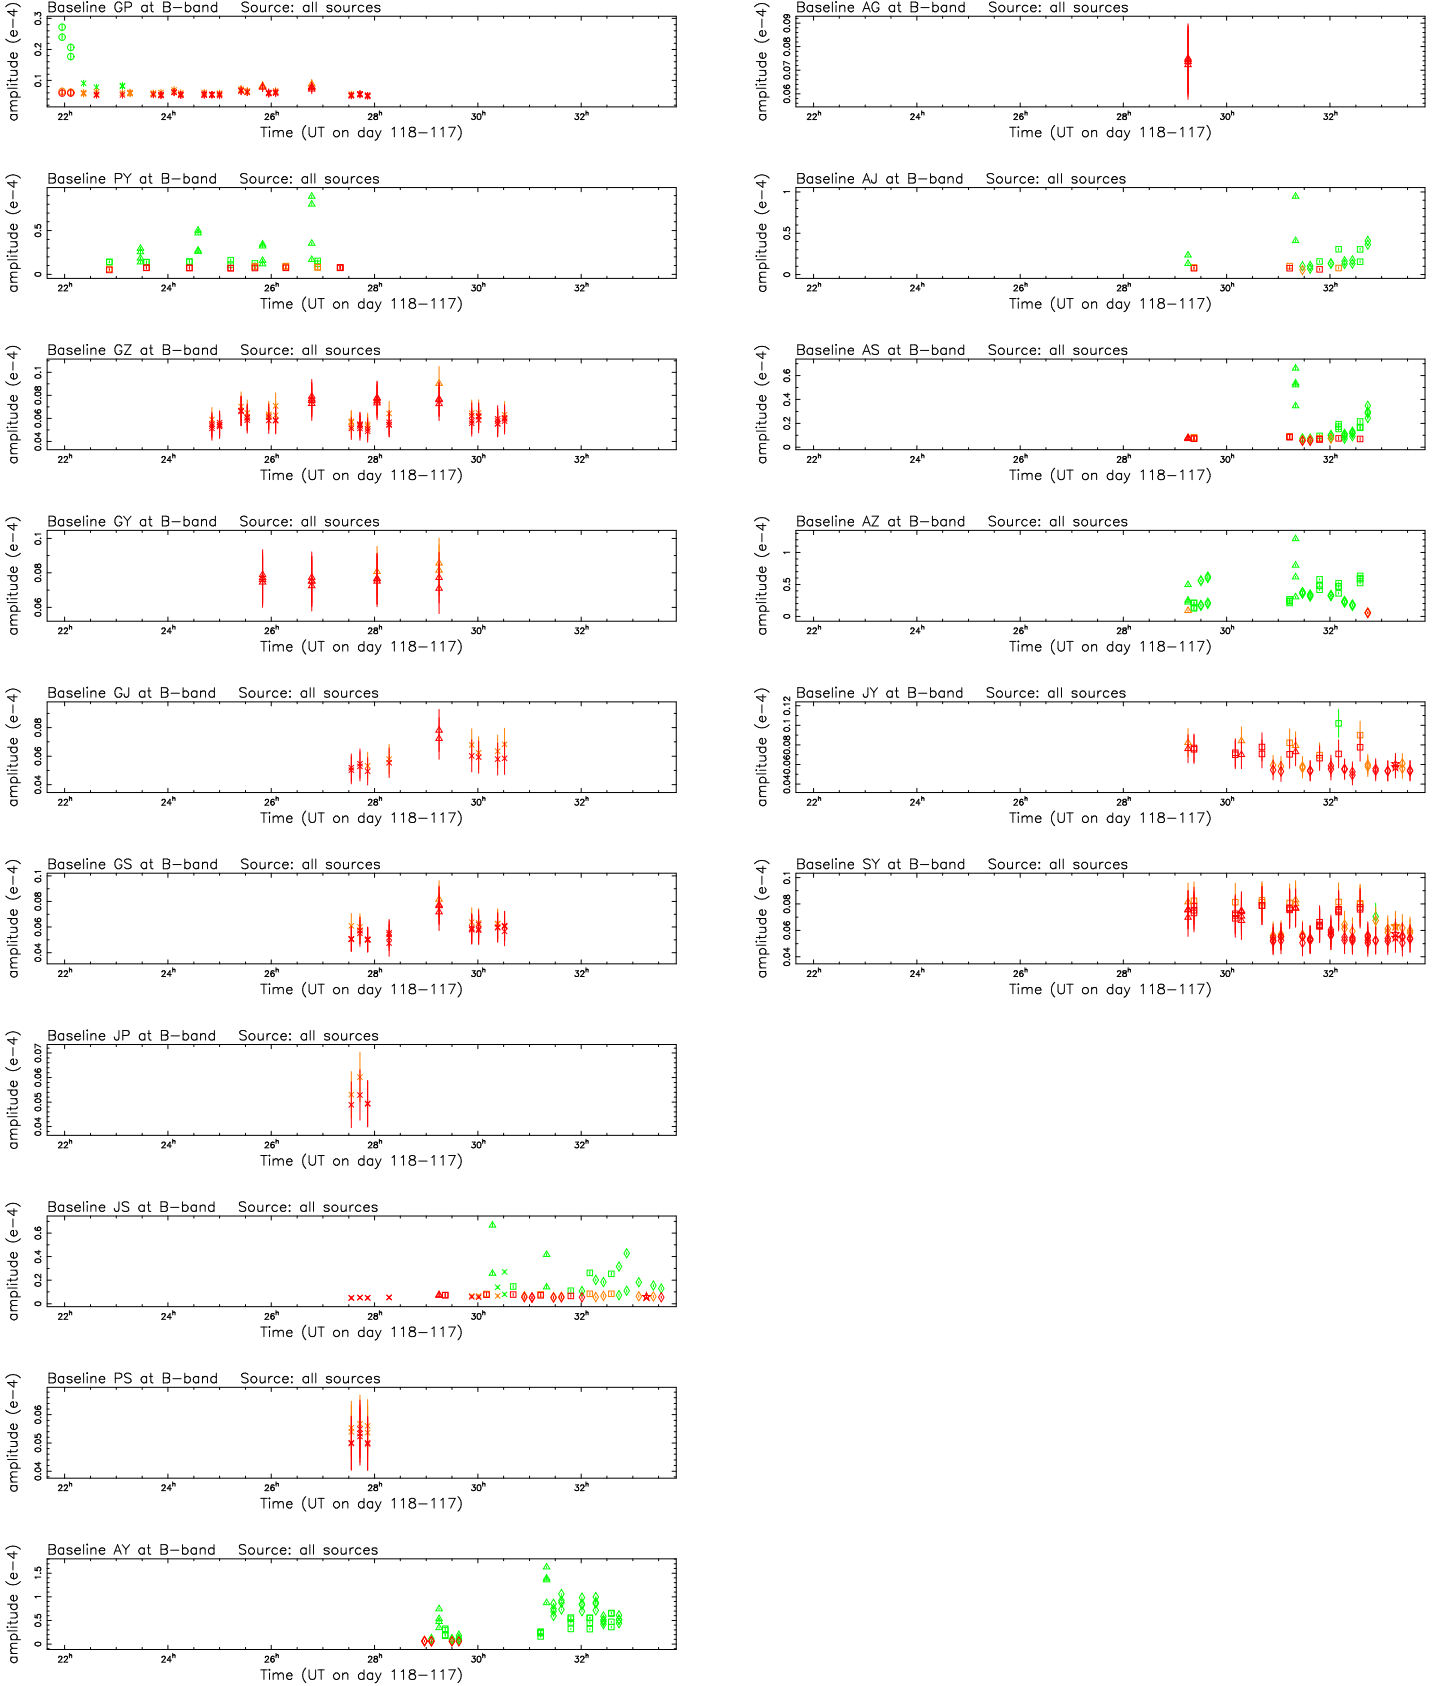 Baseline GP at B-band Source: all sources
amplitude (e-4)
0.1 0.2 0.3
22h 24h 26h 28h 30h 32h
Time (UT on day 118-117)
Baseline PY at B-band Source: all sources
amplitude (e-4)
0 0.5
22h 24h 26h 28h 30h 32h
Time (UT on day 118-117)
Baseline GZ at B-band Source: all sources
amplitude (e-4)
0.04 0.06 0.08 0.1
22h 24h 26h 28h 30h 32h
Time (UT on day 118-117)
Baseline GY at B-band Source: all sources
amplitude (e-4)
0.06 0.08 0.1
22h 24h 26h 28h 30h 32h
Time (UT on day 118-117)
Baseline GJ at B-band Source: all sources
amplitude (e-4)
0.04 0.06 0.08
22h 24h 26h 28h 30h 32h
Time (UT on day 118-117)
Baseline GS at B-band Source: all sources
amplitude (e-4)
0.04 0.06 0.08 0.1
22h 24h 26h 28h 30h 32h
Time (UT on day 118-117)
Baseline JP at B-band Source: all sources
amplitude (e-4)
0.04 0.05 0.06 0.07
22h 24h 26h 28h 30h 32h
Time (UT on day 118-117)
Baseline JS at B-band Source: all sources
amplitude (e-4)
0 0.2 0.4 0.6
22h 24h 26h 28h 30h 32h
Time (UT on day 118-117)
Baseline PS at B-band Source: all sources
amplitude (e-4)
0.04 0.05 0.06
22h 24h 26h 28h 30h 32h
Time (UT on day 118-117)
Baseline AY at B-band Source: all sources
amplitude (e-4)
0 0.5 1 1.5
22h 24h 26h 28h 30h 32h
Time (UT on day 118-117)
Baseline AG at B-band Source: all sources
amplitude (e-4)
0.06 0.07 0.08 0.09
22h 24h 26h 28h 30h 32h
Time (UT on day 118-117)
Baseline AJ at B-band Source: all sources
amplitude (e-4)
0 0.5 1
22h 24h 26h 28h 30h 32h
Time (UT on day 118-117)
Baseline AS at B-band Source: all sources
amplitude (e-4)
0 0.2 0.4 0.6
22h 24h 26h 28h 30h 32h
Time (UT on day 118-117)
Baseline AZ at B-band Source: all sources
amplitude (e-4)
0 0.5 1
22h 24h 26h 28h 30h 32h
Time (UT on day 118-117)
Baseline JY at B-band Source: all sources
amplitude (e-4)
0.04 0.06 0.08 0.1 0.12
22h 24h 26h 28h 30h 32h
Time (UT on day 118-117)
Baseline SY at B-band Source: all sources
amplitude (e-4)
0.04 0.06 0.08 0.1
22h 24h 26h 28h 30h 32h
Time (UT on day 118-117)